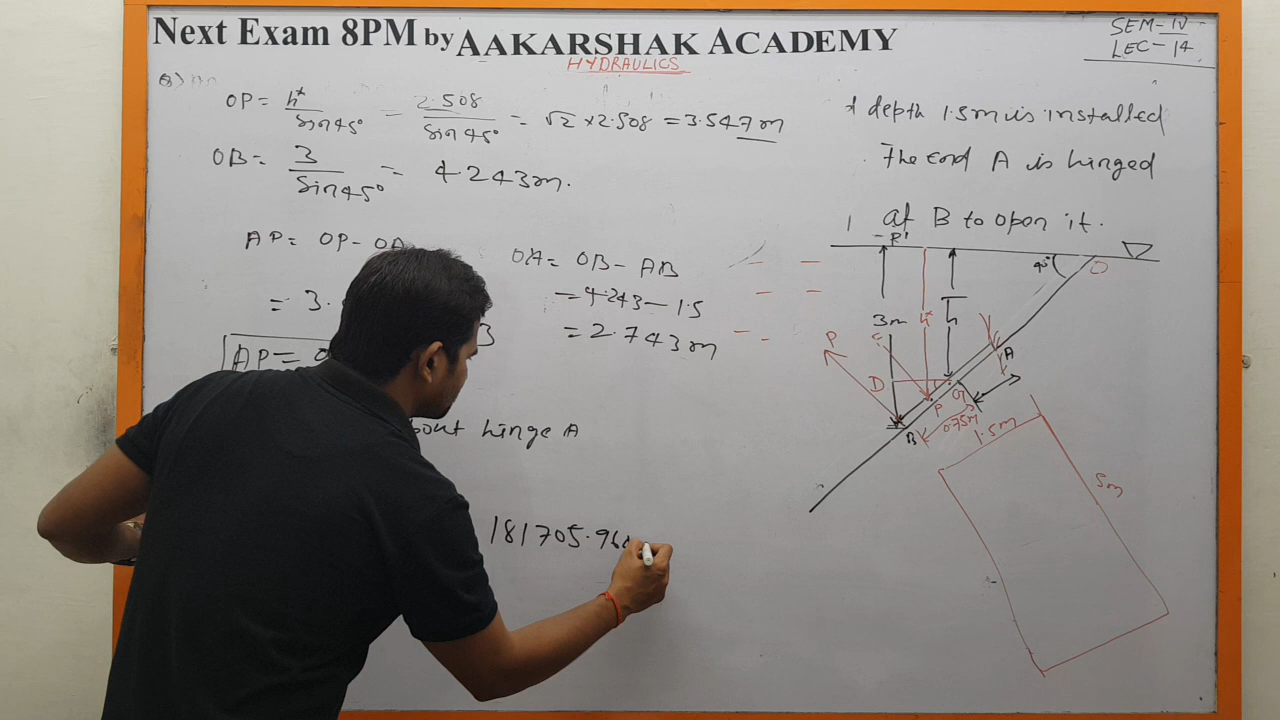 Next Exam 8PM by AAKARSHAK ACADEMY
SEM-IV
LEC-14
HYDRAULICS
OP = h* / Sin45° = 2.508 / Sin45° = √2 × 2.508 = 3.547m
OB = 3 / Sin45° = 4.243m.
AP = OP - OA
= 3.
3
AP = 0
OA = OB - AB
= 4.243 - 1.5
= 2.743m
bout hinge A
181705.96
depth 1.5m is installed
The end A is hinged
at B to open it.
P'
45°
O
3m
h*
h
P
F
D
A
G
P
B
0.75m
1.5m
5m